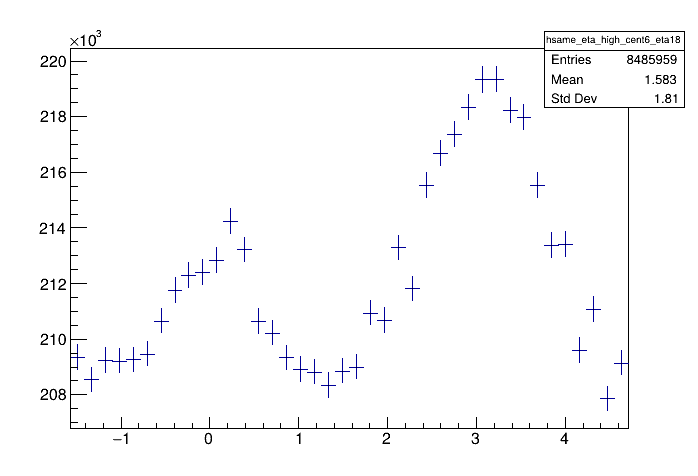 ×10³
hsame_eta_high_cent6_eta18
Entries 8485959
Mean 1.583
Std Dev 1.81
220
218
216
214
212
210
208
−1 0 1 2 3 4